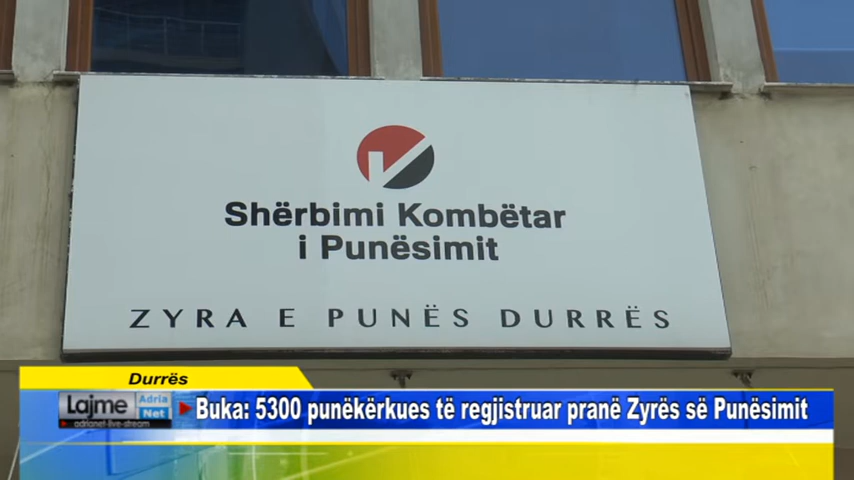 Shërbimi Kombëtar
i Punësimit
ZYRA E PUNËS DURRËS
Durrës
Lajme Adria Net
adrianet-live-stream
Buka: 5300 punëkërkues të regjistruar pranë Zyrës së Punësimit